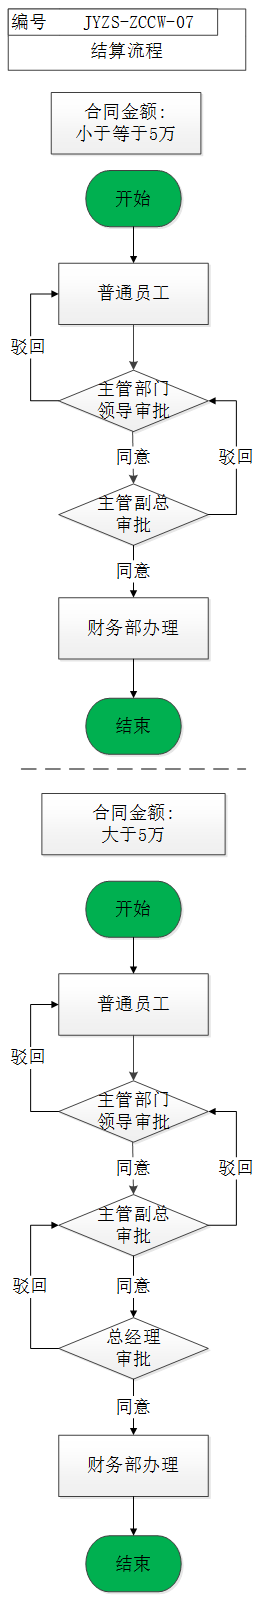 编号 JYZS-ZCCW-07
结算流程
合同金额:
小于等于5万
开始
普通员工
驳回
主管部门
领导审批
同意
驳回
主管副总
审批
同意
财务部办理
结束
合同金额:
大于5万
开始
普通员工
驳回
主管部门
领导审批
同意
驳回
主管副总
审批
驳回
同意
总经理
审批
同意
财务部办理
结束